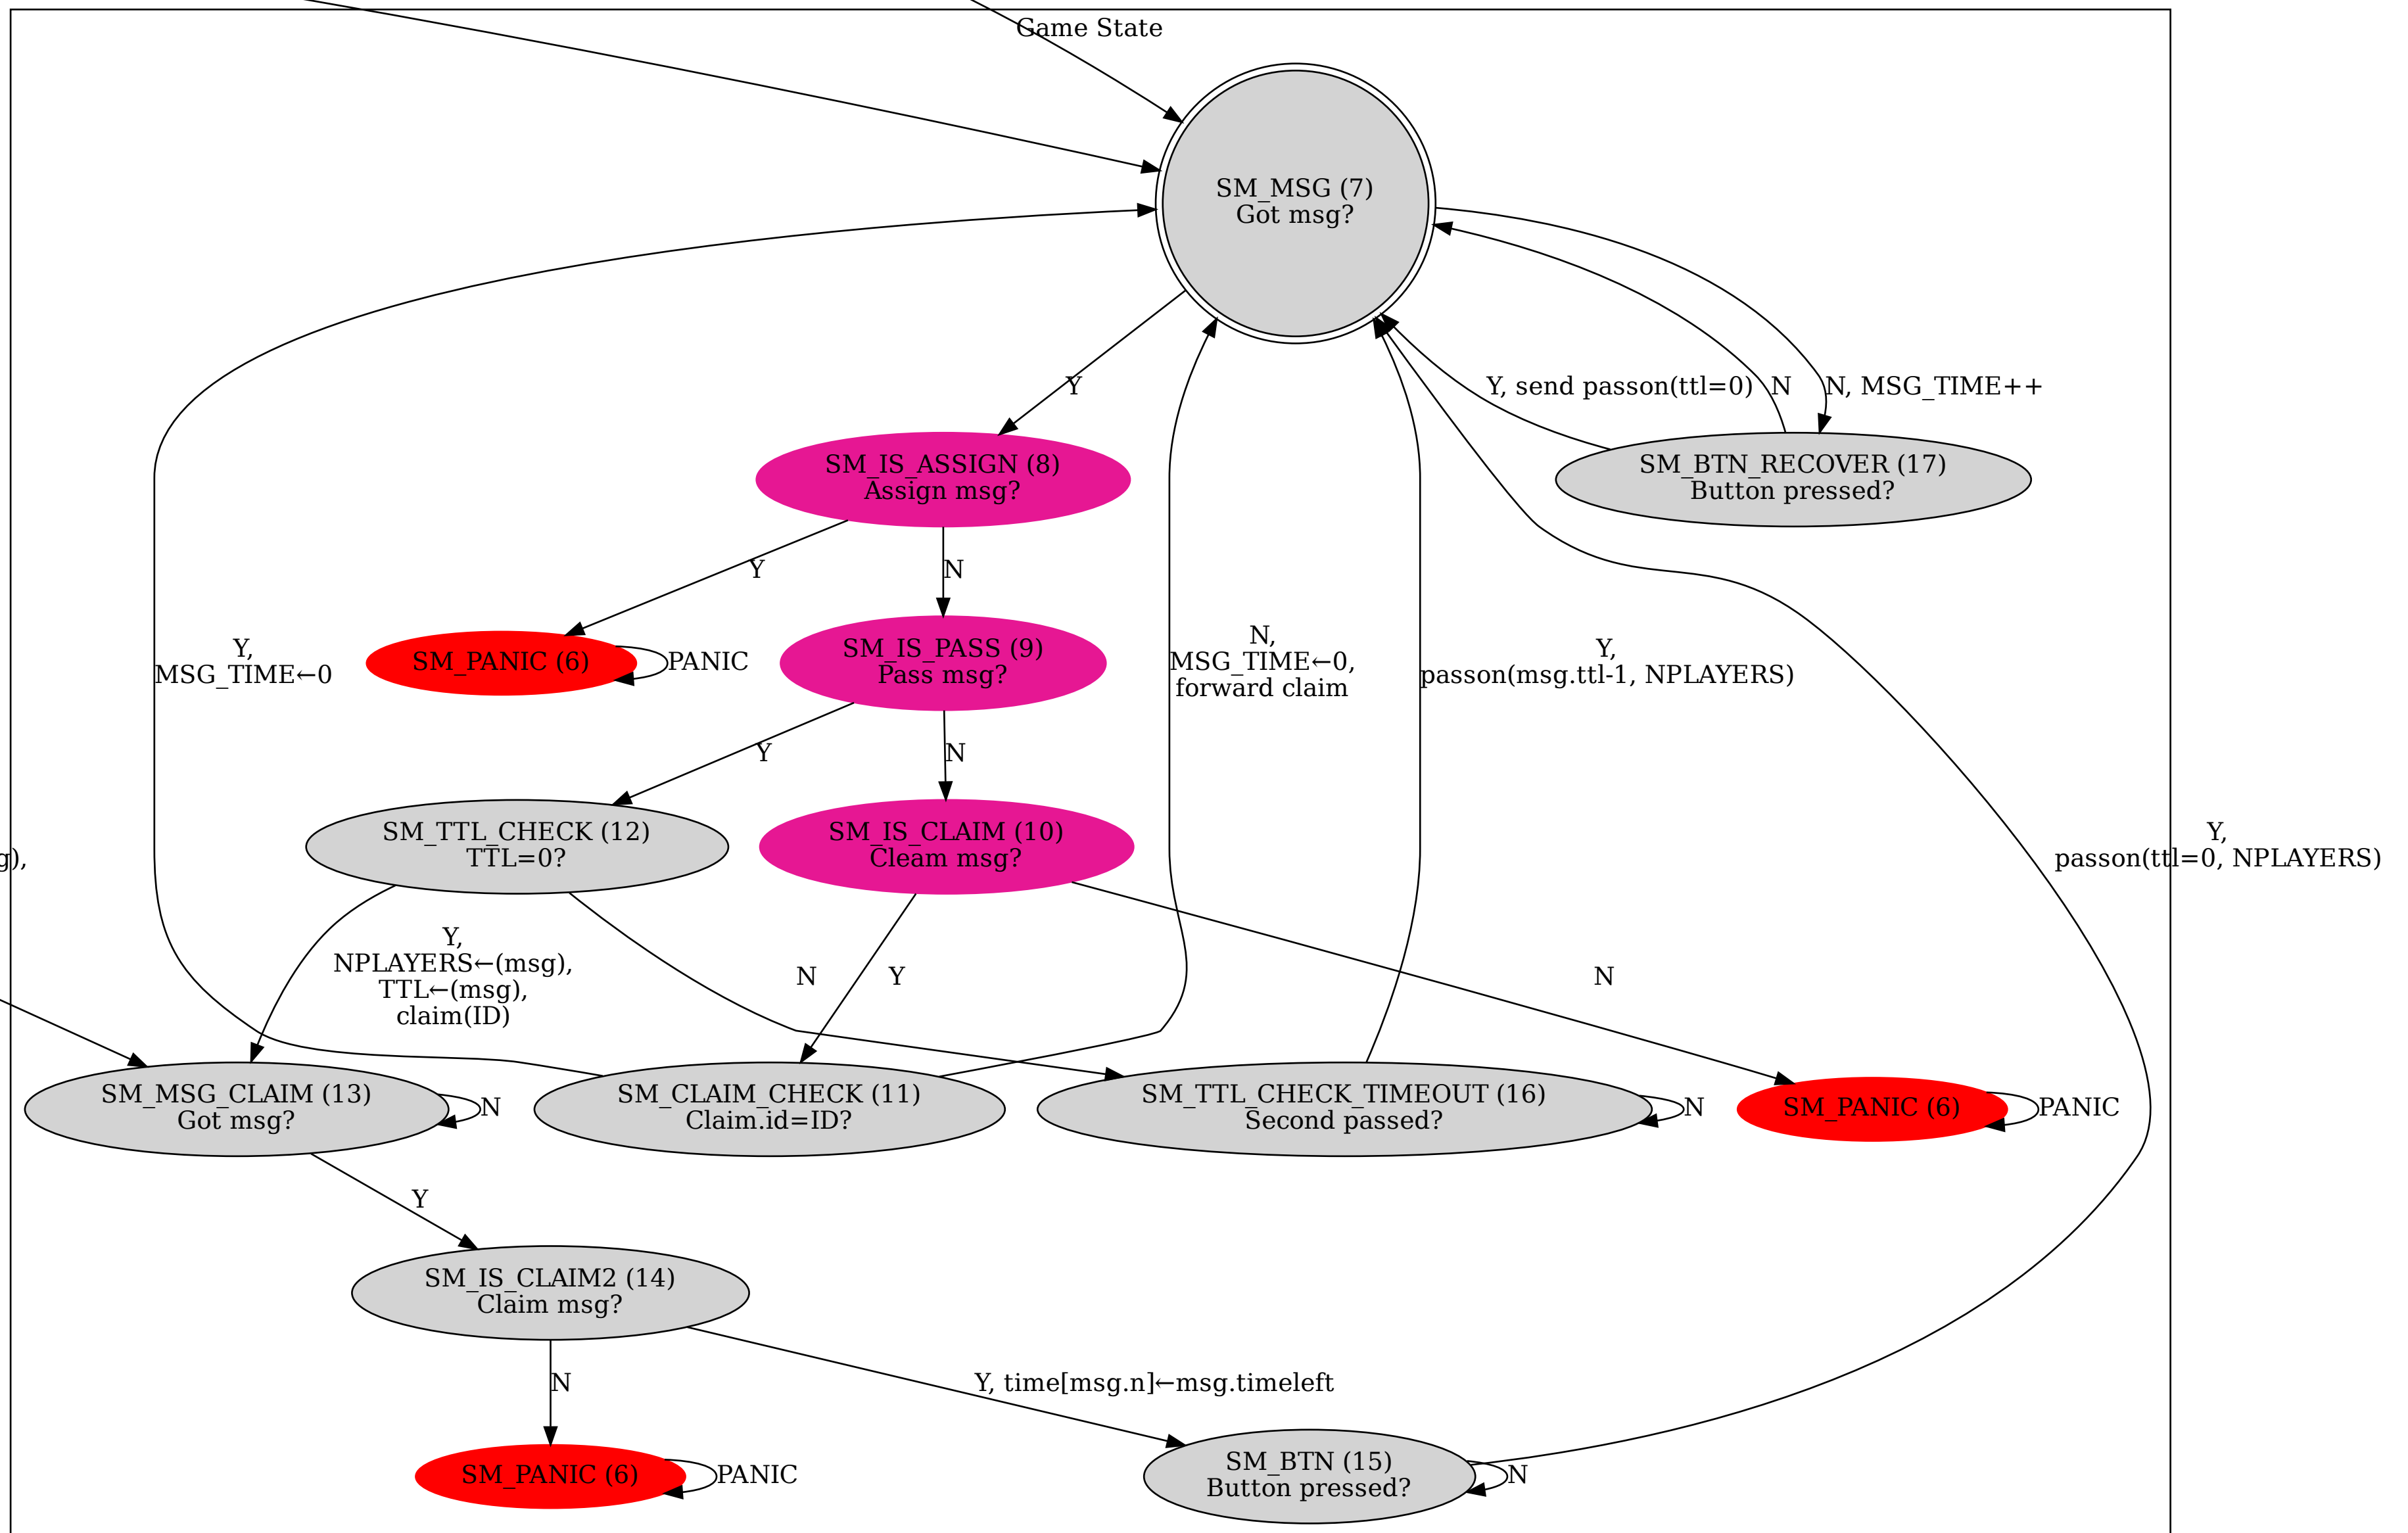 Game State
SM_MSG (7)
Got msg?
Y
Y, send passon(ttl=0)
N
N, MSG_TIME++
SM_IS_ASSIGN (8)
Assign msg?
SM_BTN_RECOVER (17)
Button pressed?
Y
N
Y,
MSG_TIME←0
SM_PANIC (6)
PANIC
SM_IS_PASS (9)
Pass msg?
N,
MSG_TIME←0,
forward claim
Y,
passon(msg.ttl-1, NPLAYERS)
Y
N
g),
SM_TTL_CHECK (12)
TTL=0?
SM_IS_CLAIM (10)
Cleam msg?
Y,
passon(ttl=0, NPLAYERS)
Y,
NPLAYERS←(msg),
TTL←(msg),
claim(ID)
N
Y
N
SM_MSG_CLAIM (13)
Got msg?
N
SM_CLAIM_CHECK (11)
Claim.id=ID?
SM_TTL_CHECK_TIMEOUT (16)
Second passed?
N
SM_PANIC (6)
PANIC
Y
SM_IS_CLAIM2 (14)
Claim msg?
N
Y, time[msg.n]←msg.timeleft
SM_PANIC (6)
PANIC
SM_BTN (15)
Button pressed?
N